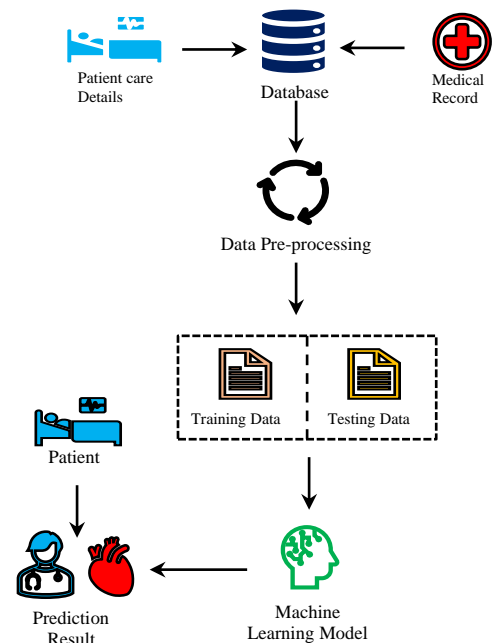 Patient care
Details
Database
Medical
Record
Data Pre-processing
Training Data
Testing Data
Patient
Prediction
Result
Machine
Learning Model